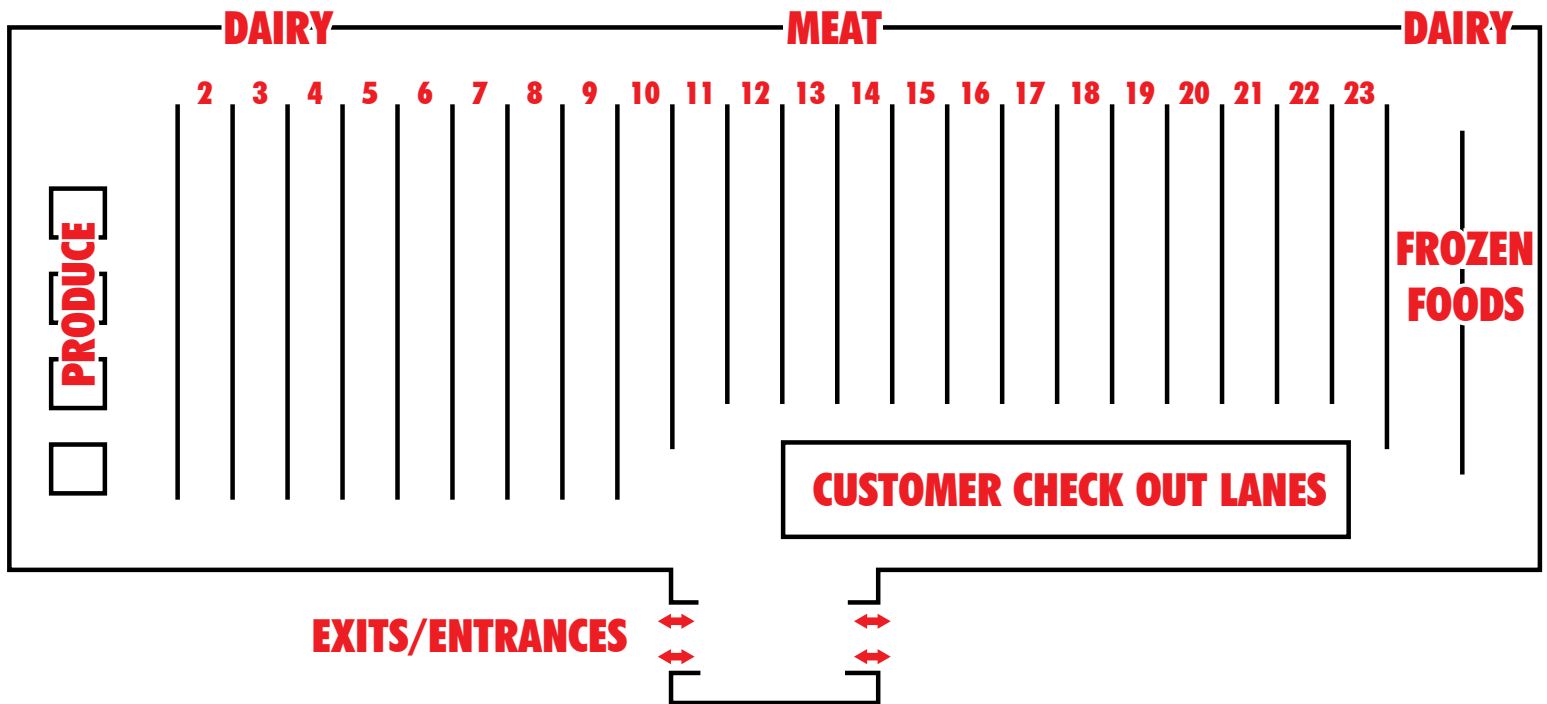 DAIRY MEAT DAIRY
2 3 4 5 6 7 8 9 10 11 12 13 14 15 16 17 18 19 20 21 22 23
PRODUCE
FROZEN
FOODS
CUSTOMER CHECK OUT LANES
EXITS/ENTRANCES